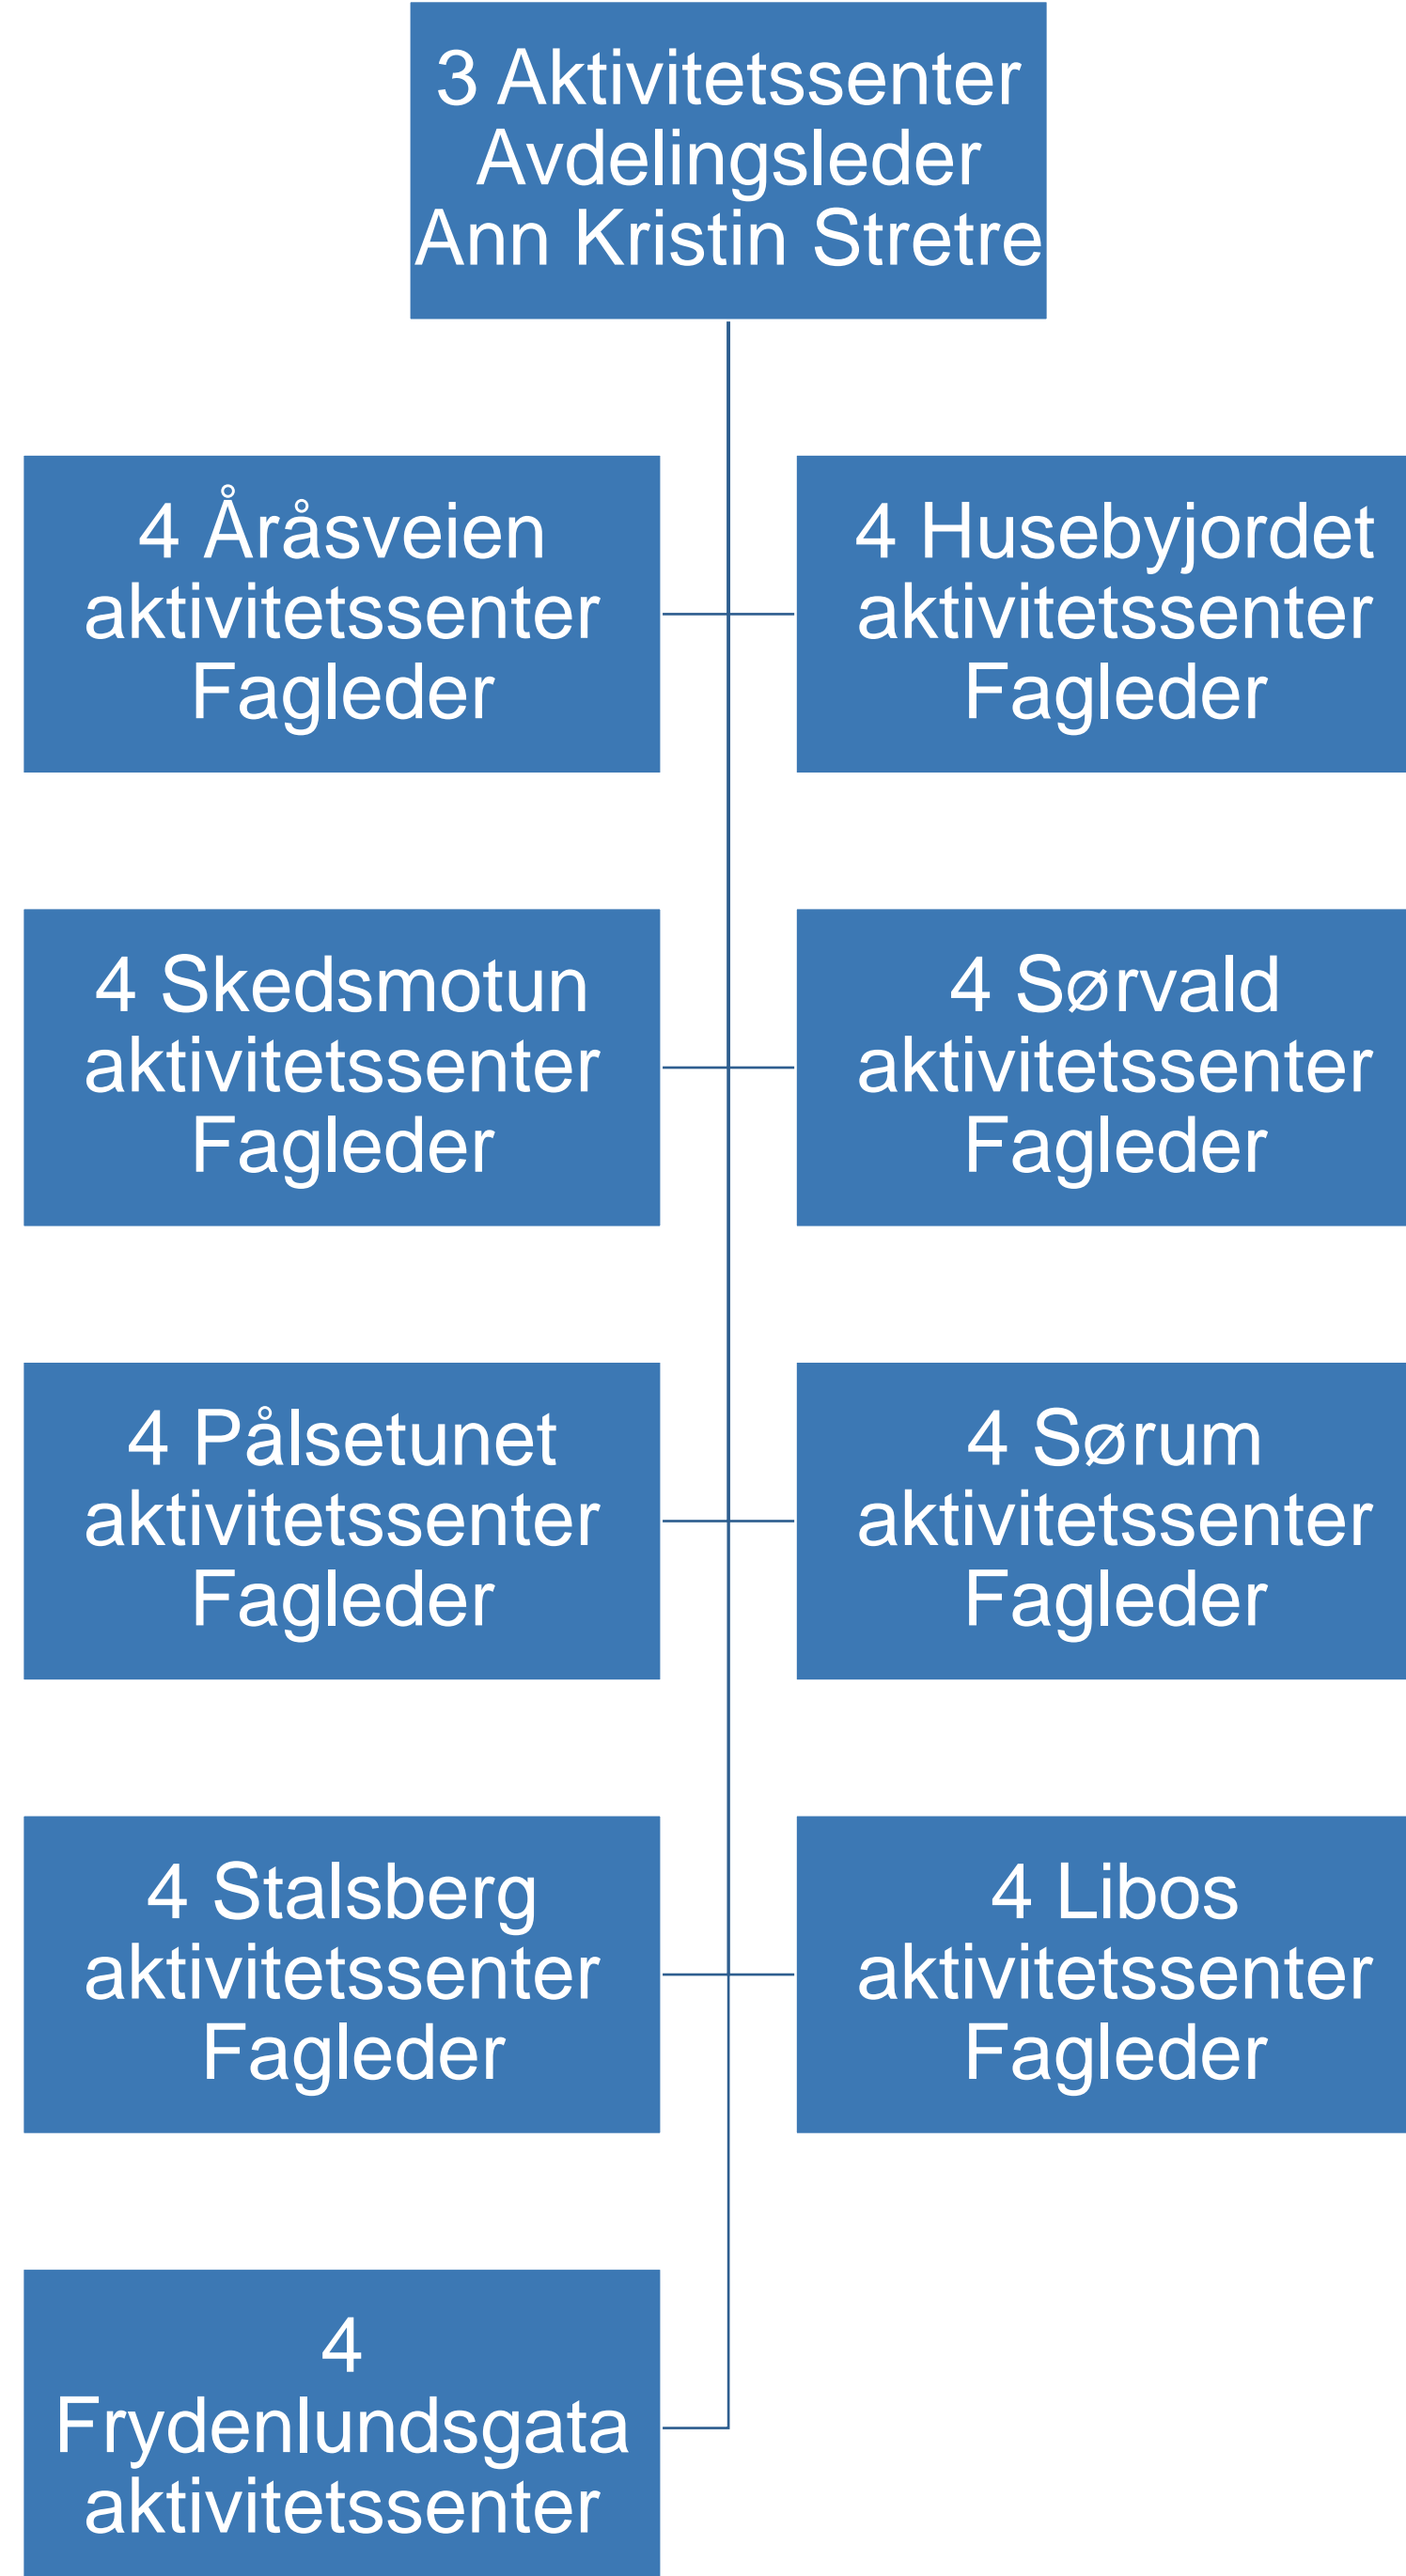 3 Aktivitetssenter
Avdelingsleder
Ann Kristin Stretre
4 Åråsveien
aktivitetssenter
Fagleder
4 Husebyjordet
aktivitetssenter
Fagleder
4 Skedsmotun
aktivitetssenter
Fagleder
4 Sørvald
aktivitetssenter
Fagleder
4 Pålsetunet
aktivitetssenter
Fagleder
4 Sørum
aktivitetssenter
Fagleder
4 Stalsberg
aktivitetssenter
Fagleder
4 Libos
aktivitetssenter
Fagleder
4
Frydenlundsgata
aktivitetssenter